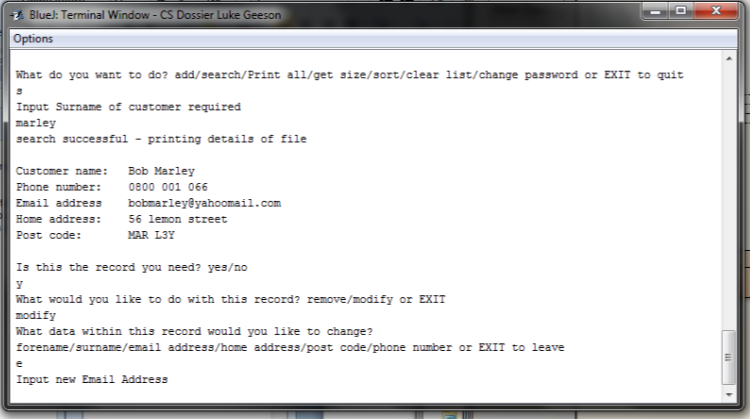 BlueJ: Terminal Window - CS Dossier Luke Geeson
Options
What do you want to do? add/search/Print all/get size/sort/clear list/change password or EXIT to quit
s
Input Surname of customer required
marley
search successful - printing details of file
Customer name: Bob Marley
Phone number: 0800 001 066
Email address bobmarley@yahoomail.com
Home address: 56 lemon street
Post code: MAR L3Y
Is this the record you need? yes/no
y
What would you like to do with this record? remove/modify or EXIT
modify
What data within this record would you like to change?
forename/surname/email address/home address/post code/phone number or EXIT to leave
e
Input new Email Address